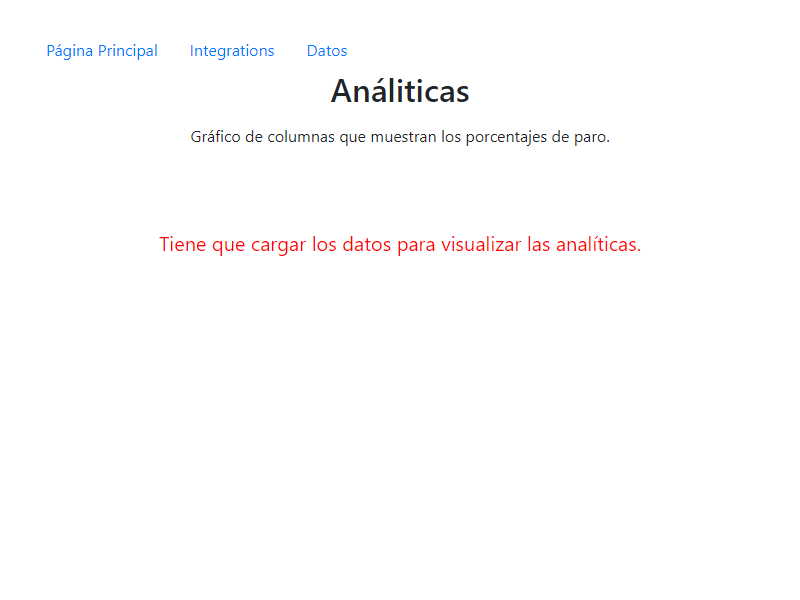 Página Principal Integrations Datos
Análiticas
Gráfico de columnas que muestran los porcentajes de paro.
Tiene que cargar los datos para visualizar las analíticas.